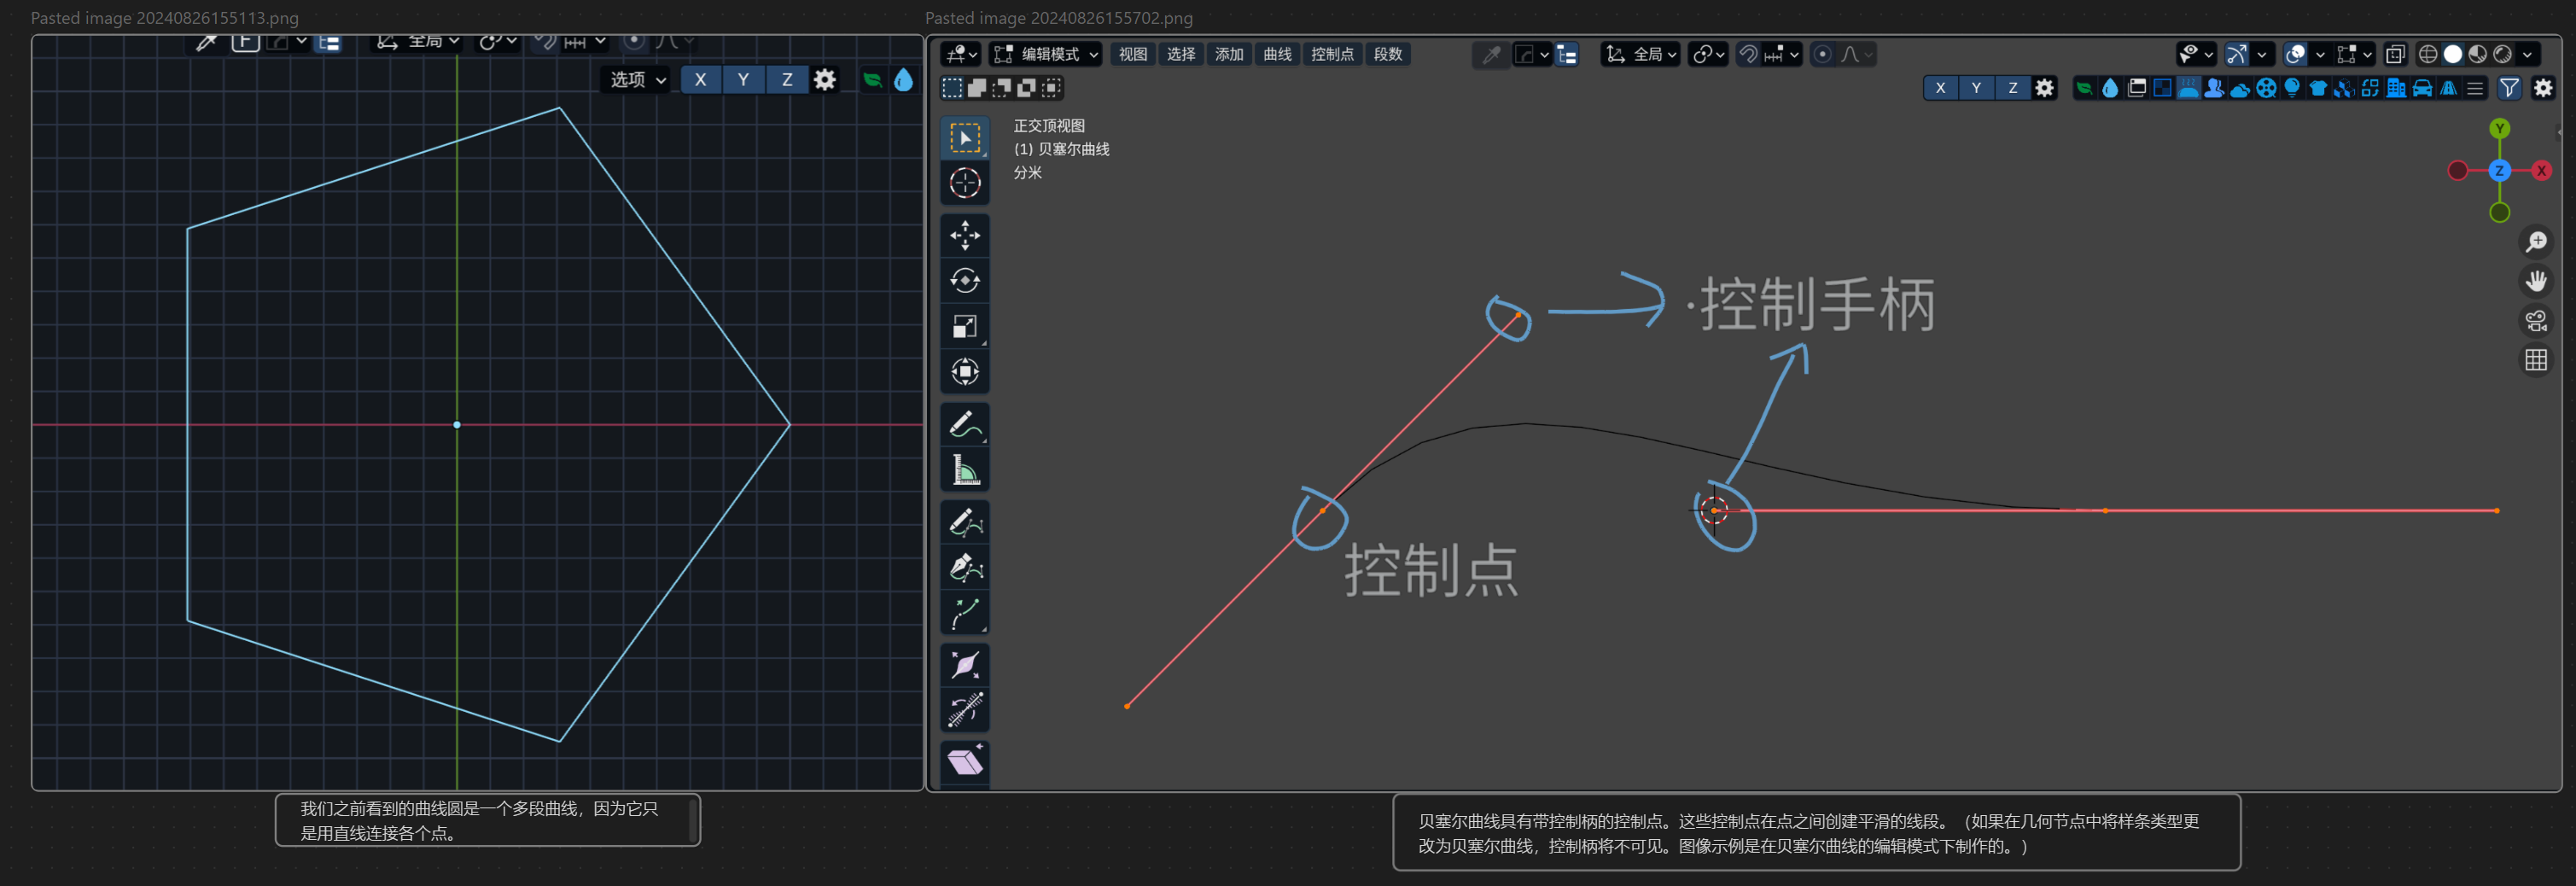 Pasted image 20240826155113.png
Pasted image 20240826155702.png
F
全局
选项
X
Y
Z
编辑模式
视图
选择
添加
曲线
控制点
段数
全局
X
Y
Z
正交顶视图
(1) 贝塞尔曲线
分米
Y
Z
X
·控制手柄
控制点
我们之前看到的曲线圆是一个多段曲线，因为它只
是用直线连接各个点。
贝塞尔曲线具有带控制柄的控制点。这些控制点在点之间创建平滑的线段。（如果在几何节点中将样条类型更
改为贝塞尔曲线，控制柄将不可见。图像示例是在贝塞尔曲线的编辑模式下制作的。）